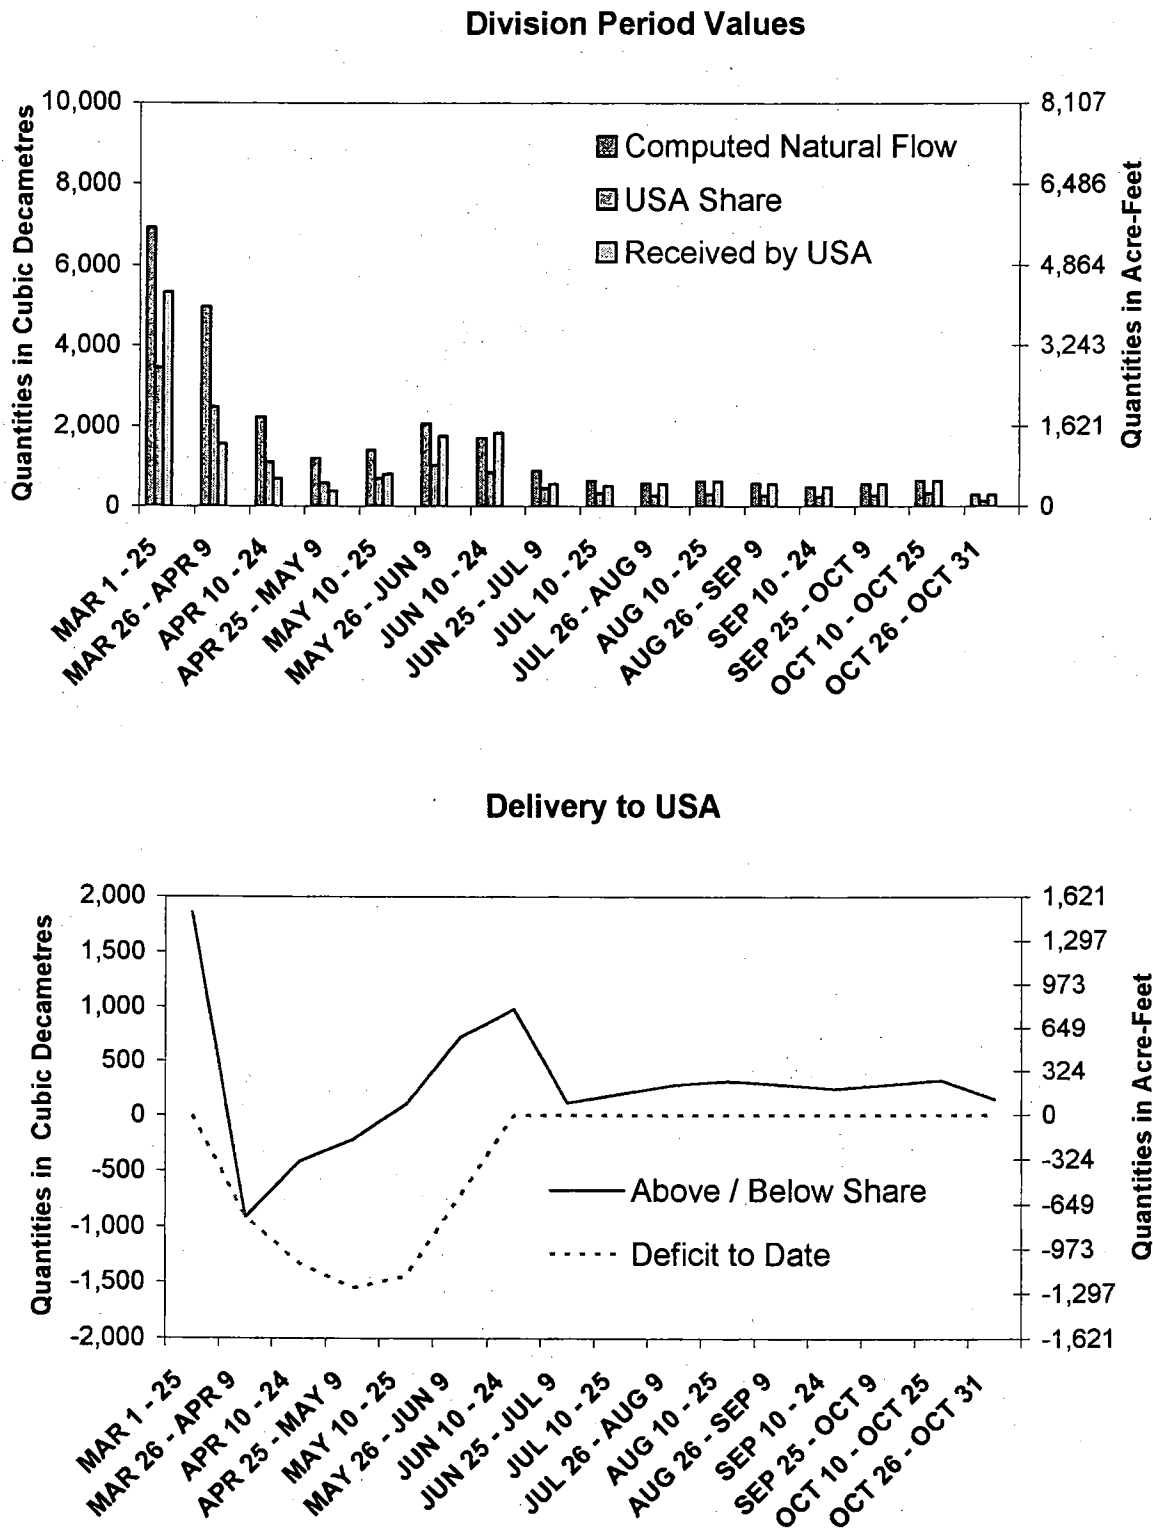 Division Period Values
Quantities in Cubic Decametres
10,000
8,000
6,000
4,000
2,000
0
Computed Natural Flow
USA Share
Received by USA
8,107
6,486
4,864
3,243
1,621
0
Quantities in Acre-Feet
MAR 1 - 25
MAR 26 - APR 9
APR 10 - 24
APR 25 - MAY 9
MAY 10 - 25
MAY 26 - JUN 9
JUN 10 - 24
JUN 25 - JUL 9
JUL 10 - 25
JUL 26 - AUG 9
AUG 10 - 25
AUG 26 - SEP 9
SEP 10 - 24
SEP 25 - OCT 9
OCT 10 - OCT 25
OCT 26 - OCT 31
Delivery to USA
Quantities in Cubic Decametres
2,000
1,500
1,000
500
0
-500
-1,000
-1,500
-2,000
Above / Below Share
Deficit to Date
1,621
1,297
973
649
324
0
-324
-649
-973
-1,297
-1,621
Quantities in Acre-Feet
MAR 1 - 25
MAR 26 - APR 9
APR 10 - 24
APR 25 - MAY 9
MAY 10 - 25
MAY 26 - JUN 9
JUN 10 - 24
JUN 25 - JUL 9
JUL 10 - 25
JUL 26 - AUG 9
AUG 10 - 25
AUG 26 - SEP 9
SEP 10 - 24
SEP 25 - OCT 9
OCT 10 - OCT 25
OCT 26 - OCT 31